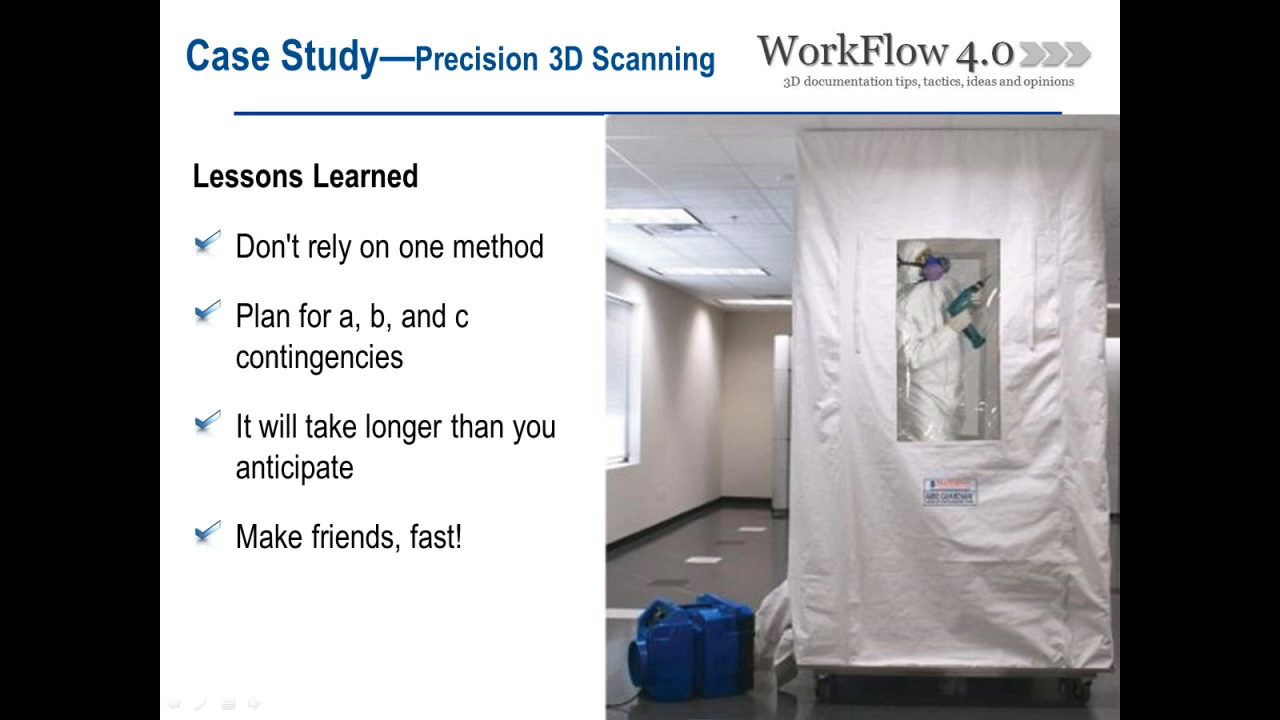 Case Study—Precision 3D Scanning
WorkFlow 4.0
3D documentation tips, tactics, ideas and opinions
Lessons Learned
Don't rely on one method
Plan for a, b, and c
contingencies
It will take longer than you
anticipate
Make friends, fast!